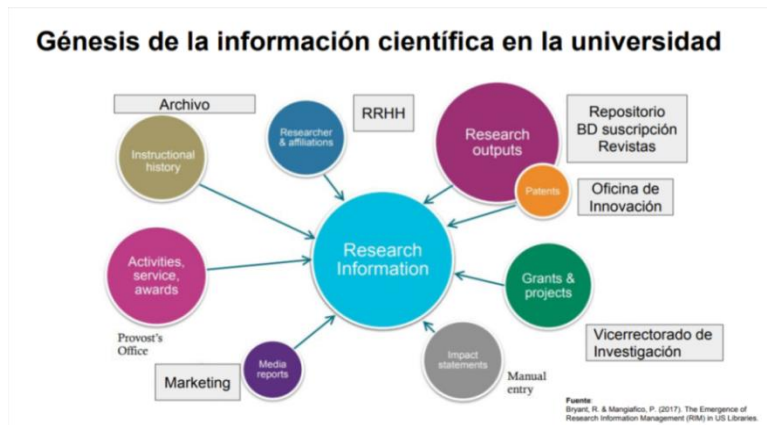 Génesis de la información científica en la universidad
Archivo
Instructional
history
Researcher
& affiliations
RRHH
Research
outputs
Repositorio
BD suscripción
Revistas
Patents
Oficina de
Innovación
Research
Information
Activities,
service,
awards
Provost's
Office
Grants &
projects
Vicerrectorado de
Investigación
Media
reports
Marketing
Impact
statements
Manual
entry
Fuente:
Bryant, R. & Mangiafico, P. (2017). The Emergence of
Research Information Management (RIM) in US Libraries.